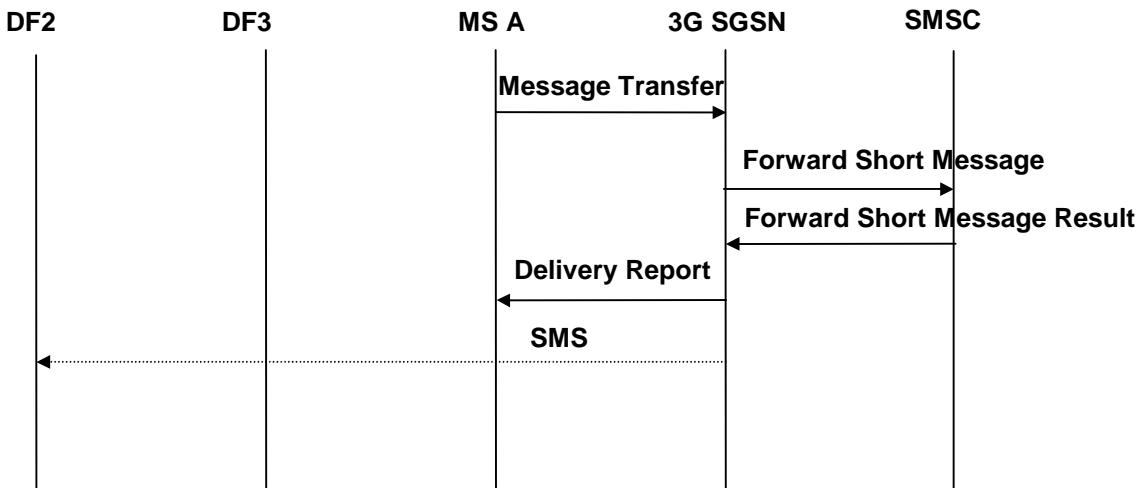 DF2
DF3
MS A
3G SGSN
SMSC
Message Transfer
Forward Short Message
Forward Short Message Result
Delivery Report
SMS